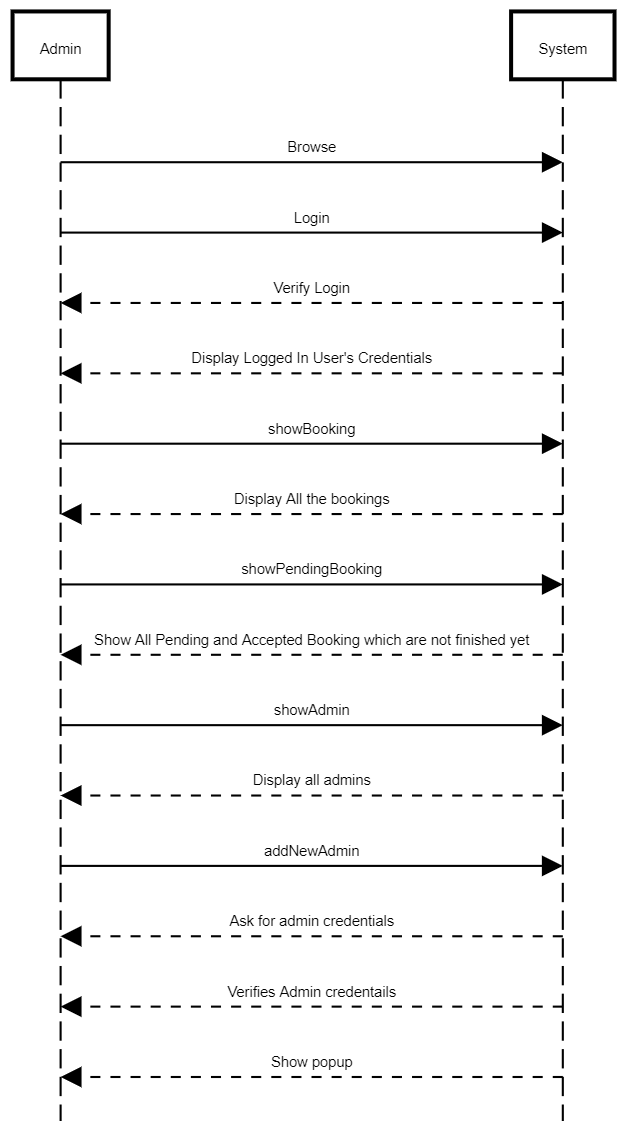 Admin
System
Browse
Login
Verify Login
Display Logged In User's Credentials
showBooking
Display All the bookings
showPendingBooking
Show All Pending and Accepted Booking which are not finished yet
showAdmin
Display all admins
addNewAdmin
Ask for admin credentials
Verifies Admin credentails
Show popup